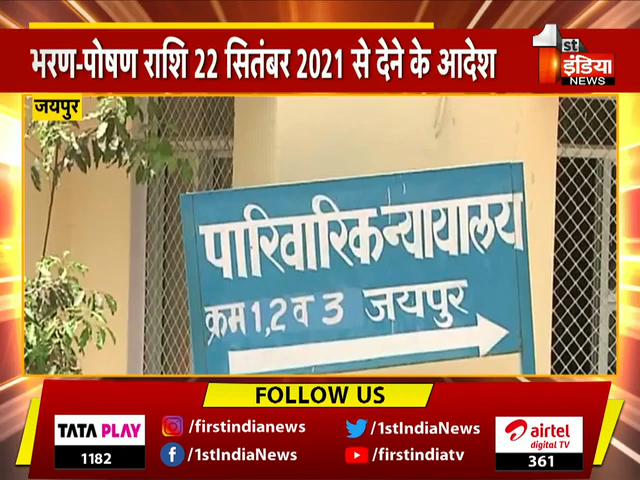 भरण-पोषण राशि 22 सितंबर 2021 से देने के आदेश
1st
इंडिया
NEWS
जयपुर
पारिवारिक न्यायालय
क्रम 1,2 व 3 जयपुर
FOLLOW US
TATA PLAY
1182
/firstindianews
/1stIndiaNews
/1stIndiaNews
/firstindiatv
airtel
digital TV
361